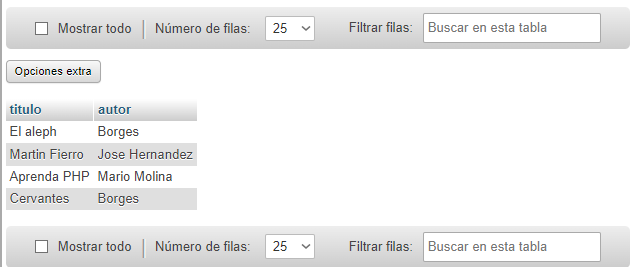 Mostrar todo Número de filas: 25 Filtrar filas: Buscar en esta tabla
Opciones extra
titulo autor
El aleph Borges
Martin Fierro Jose Hernandez
Aprenda PHP Mario Molina
Cervantes Borges
Mostrar todo Número de filas: 25 Filtrar filas: Buscar en esta tabla